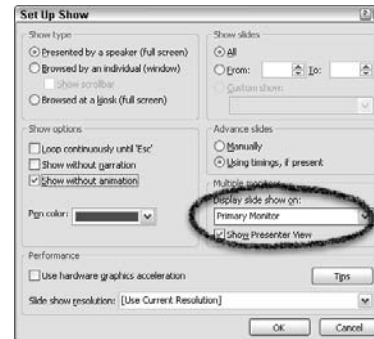 Set Up Show
Show type
Presented by a speaker (full screen)
Browsed by an individual (window)
Show scrollbar
Browsed at a kiosk (full screen)
Show slides
All
From: To:
Custom show:
Show options
Loop continuously until 'Esc'
Show without narration
Show without animation
Pen color:
Advance slides
Manually
Using timings, if present
Multiple monitors
Display slide show on:
Primary Monitor
Show Presenter View
Performance
Use hardware graphics acceleration
Tips
Slide show resolution: [Use Current Resolution]
OK Cancel